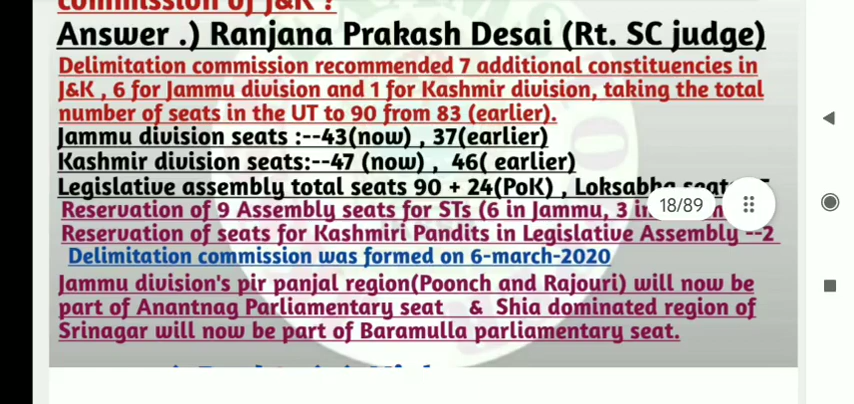 commission of J&K ?
Answer .) Ranjana Prakash Desai (Rt. SC judge)
Delimitation commission recommended 7 additional constituencies in
J&K , 6 for Jammu division and 1 for Kashmir division, taking the total
number of seats in the UT to 90 from 83 (earlier).
Jammu division seats :--43(now) , 37(earlier)
Kashmir division seats:--47 (now) , 46( earlier)
Legislative assembly total seats 90 + 24(PoK) , Loksabha
Reservation of 9 Assembly seats for STs (6 in Jammu, 3
18/89
Reservation of seats for Kashmiri Pandits in Legislative Assembly --2
Delimitation commission was formed on 6-march-2020
Jammu division's pir panjal region(Poonch and Rajouri) will now be
part of Anantnag Parliamentary seat & Shia dominated region of
Srinagar will now be part of Baramulla parliamentary seat.